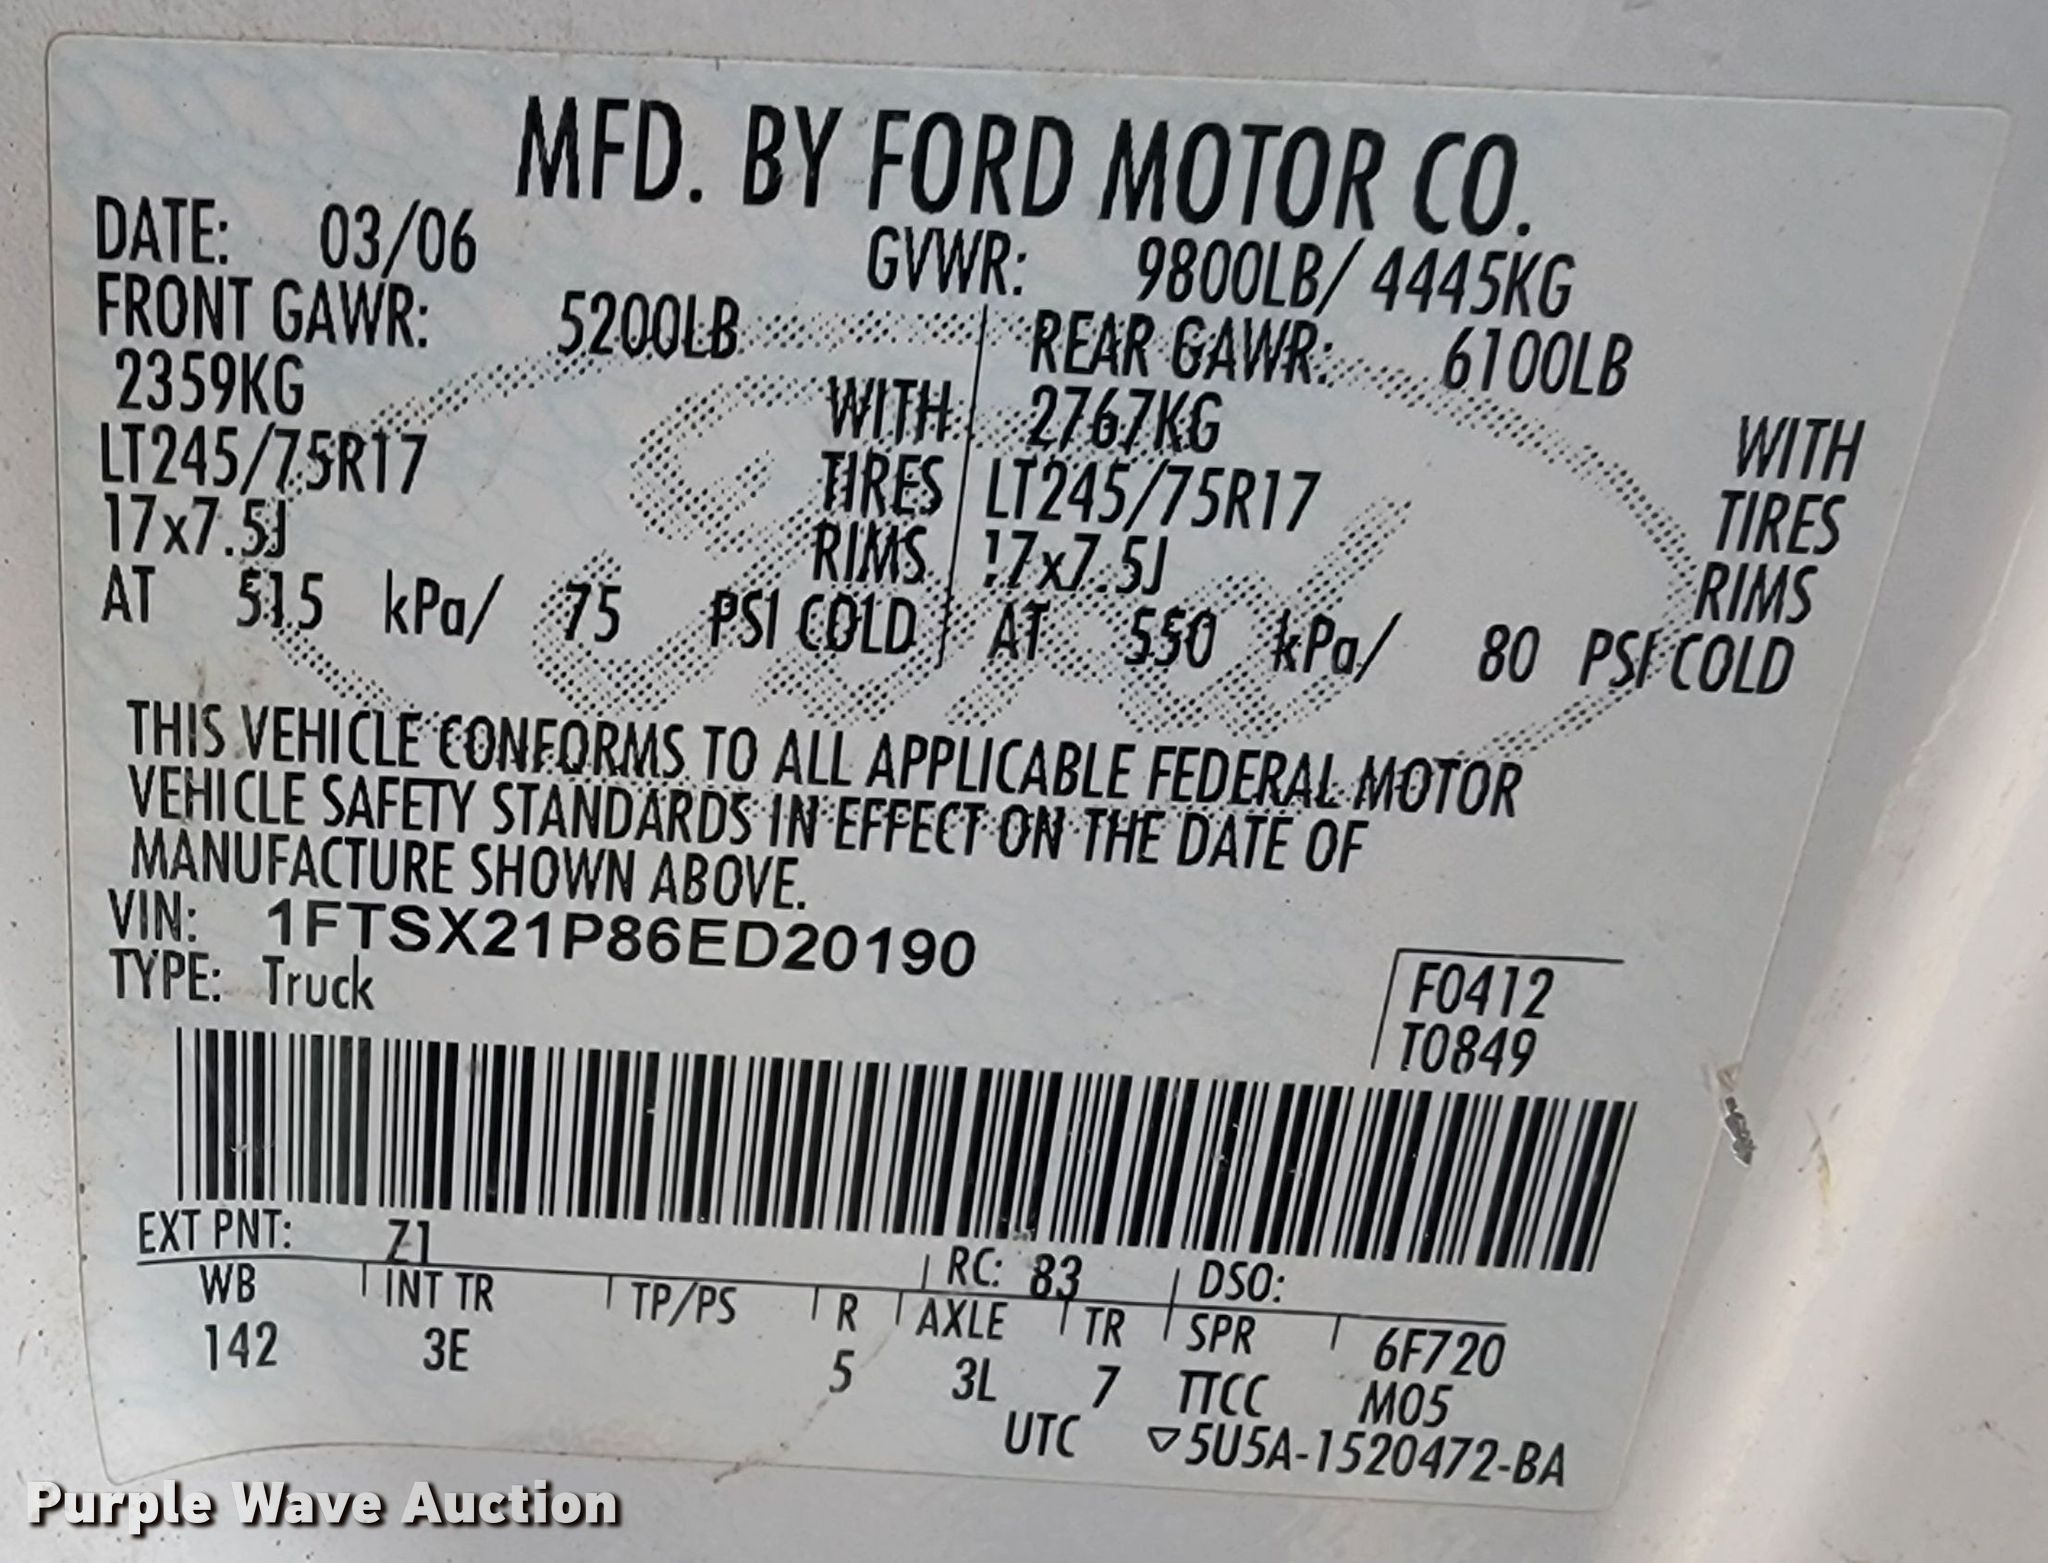 MFD. BY FORD MOTOR CO.
DATE: 03/06 GVWR: 9800LB/ 4445KG
FRONT GAWR: 5200LB REAR GAWR: 6100LB
2359KG WITH 2767KG WITH
LT245/75R17 TIRES LT245/75R17 TIRES
17x7.5J RIMS 17x7.5J RIMS
AT 515 kPa/ 75 PSI COLD AT 550 kPa/ 80 PSI COLD
THIS VEHICLE CONFORMS TO ALL APPLICABLE FEDERAL MOTOR
VEHICLE SAFETY STANDARDS IN EFFECT ON THE DATE OF
MANUFACTURE SHOWN ABOVE.
VIN: 1FTSX21P86ED20190
TYPE: Truck
F0412
T0849
EXT PNT: Z1 RC: 83 DSO:
WB INT TR TP/PS R AXLE TR SPR 6F720
142 3E 5 3L 7 TTCC M05
UTC ▽5U5A-1520472-BA
Ford
Purple Wave Auction